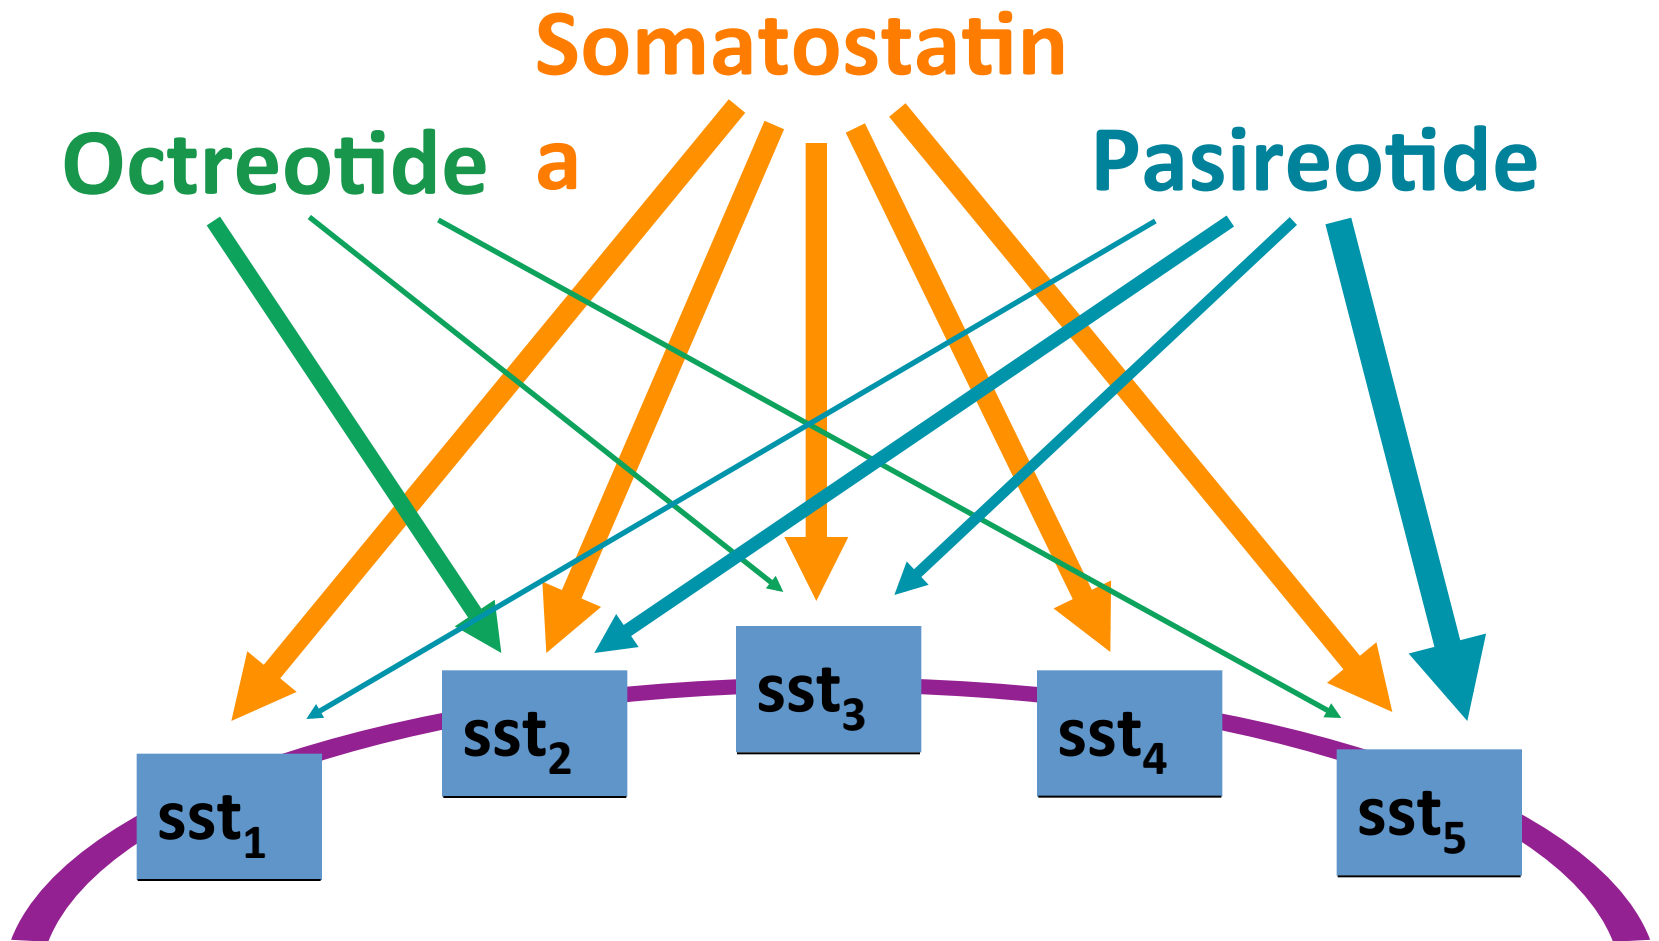 Somatostatin
Octreotide a
Pasireotide
sst₁
sst₂
sst₃
sst₄
sst₅